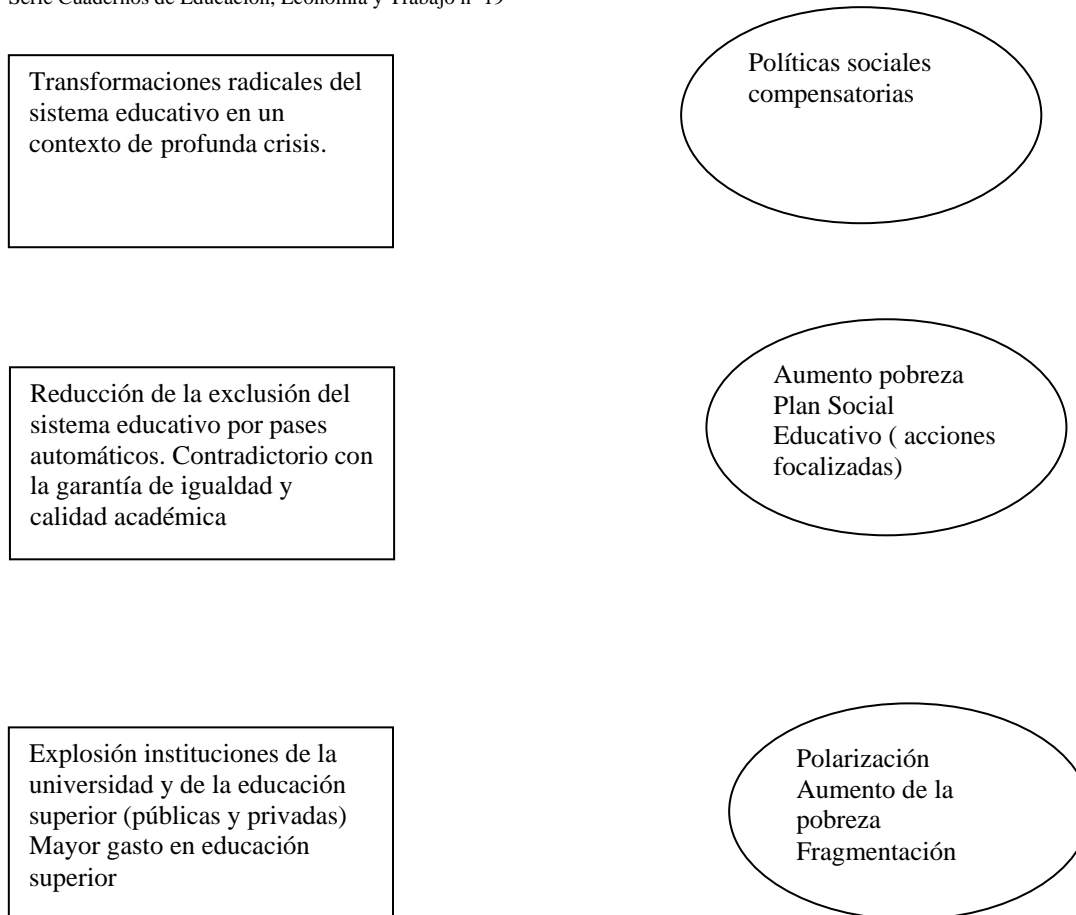 Serie Cuadernos de Educación, Economía y Trabajo nº 19
Transformaciones radicales del
sistema educativo en un
contexto de profunda crisis.
Políticas sociales
compensatorias
Reducción de la exclusión del
sistema educativo por pases
automáticos. Contradictorio con
la garantía de igualdad y
calidad académica
Aumento pobreza
Plan Social
Educativo ( acciones
focalizadas)
Explosión instituciones de la
universidad y de la educación
superior (públicas y privadas)
Mayor gasto en educación
superior
Polarización
Aumento de la
pobreza
Fragmentación